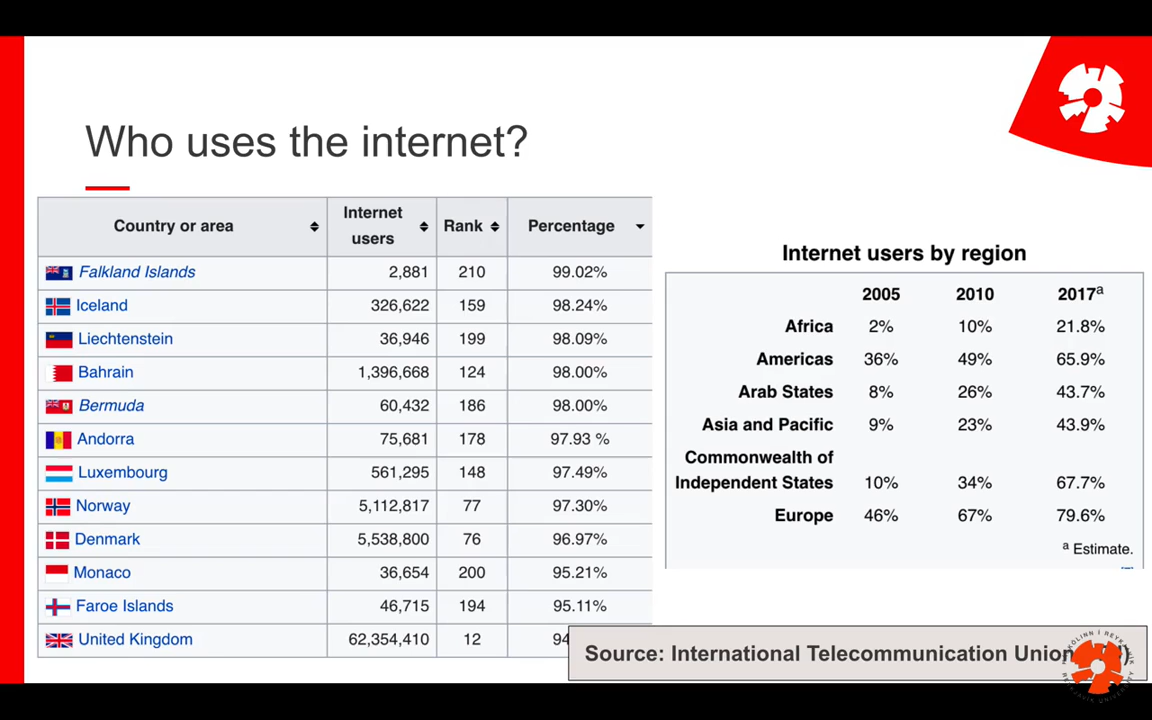 Who uses the internet?
Country or area Internet users Rank Percentage
Falkland Islands 2,881 210 99.02%
Iceland 326,622 159 98.24%
Liechtenstein 36,946 199 98.09%
Bahrain 1,396,668 124 98.00%
Bermuda 60,432 186 98.00%
Andorra 75,681 178 97.93 %
Luxembourg 561,295 148 97.49%
Norway 5,112,817 77 97.30%
Denmark 5,538,800 76 96.97%
Monaco 36,654 200 95.21%
Faroe Islands 46,715 194 95.11%
United Kingdom 62,354,410 12 94
Internet users by region
2005 2010 2017a
Africa 2% 10% 21.8%
Americas 36% 49% 65.9%
Arab States 8% 26% 43.7%
Asia and Pacific 9% 23% 43.9%
Commonwealth of
Independent States 10% 34% 67.7%
Europe 46% 67% 79.6%
a Estimate.
Source: International Telecommunication Union